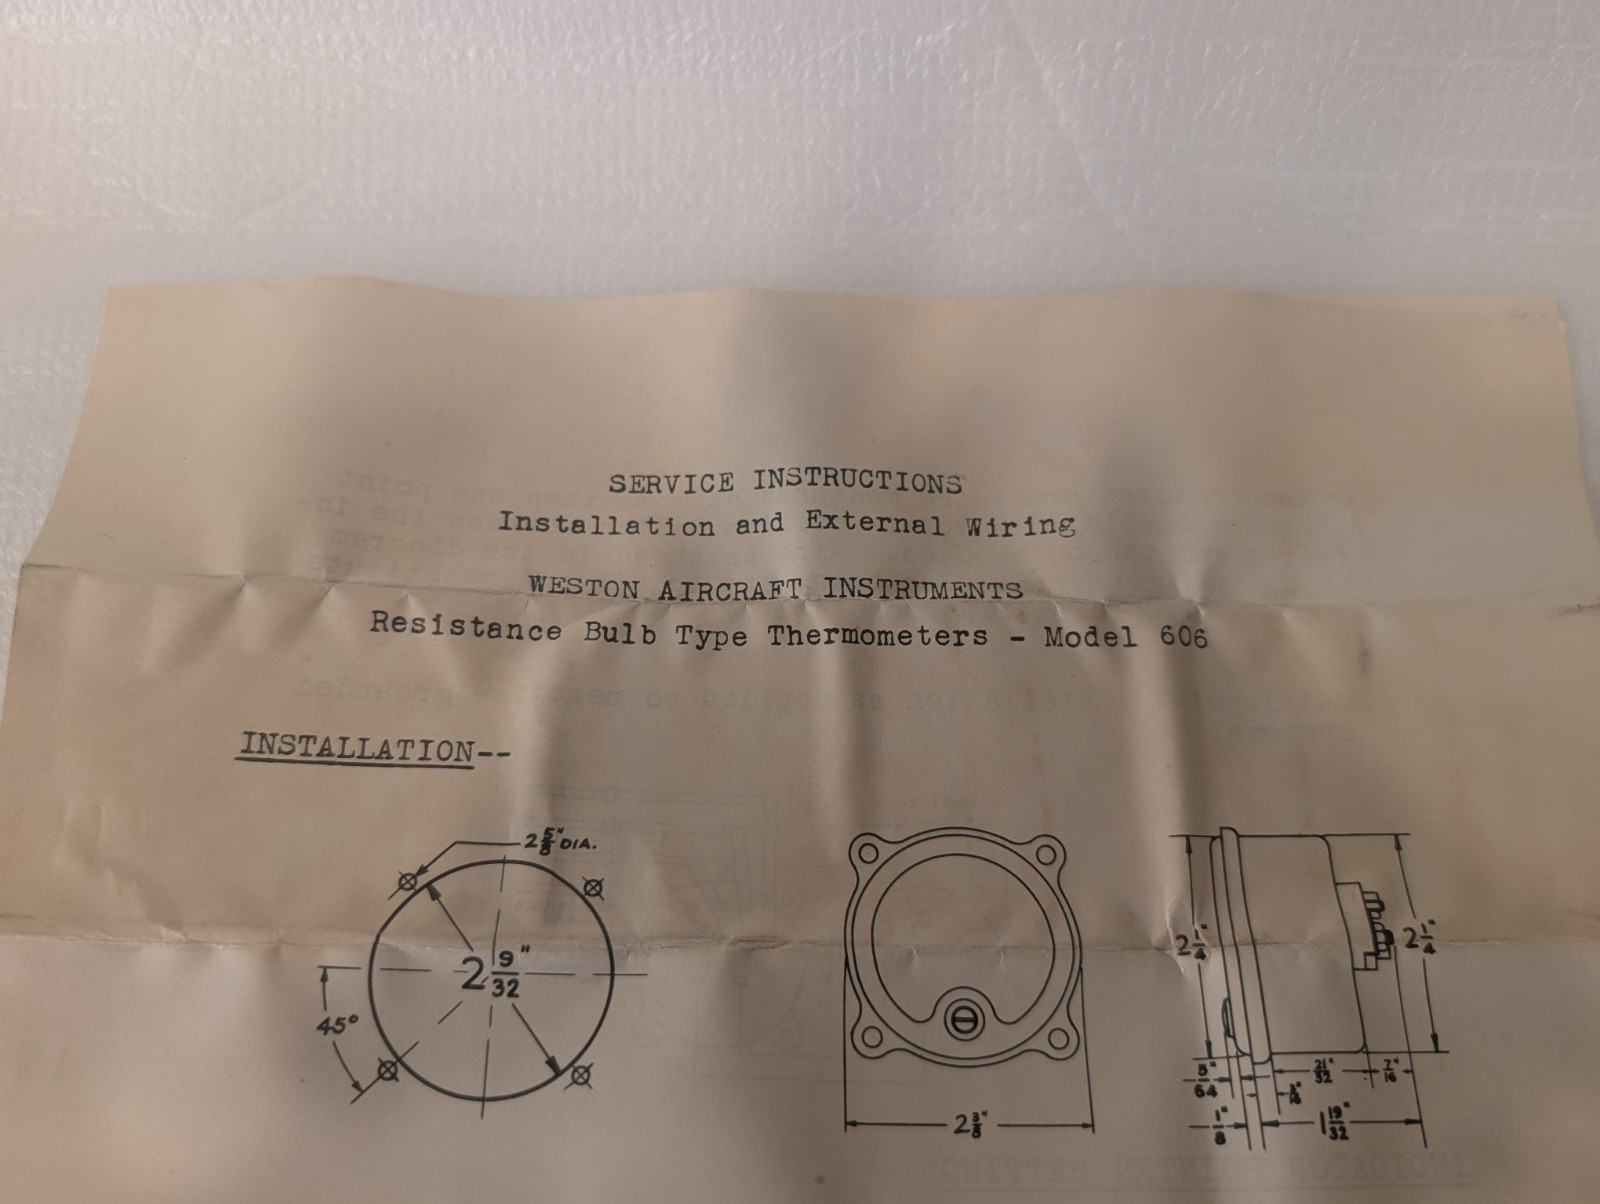 SERVICE INSTRUCTIONS
Installation and External Wiring
WESTON AIRCRAFT INSTRUMENTS
Resistance Bulb Type Thermometers - Model 606
INSTALLATION--
2 5/8" DIA.
2 9/32"
45°
2 3/8"
2 1/4"
2 1/4"
5/64"
21/32"
7/16"
1/8"
1 19/32"